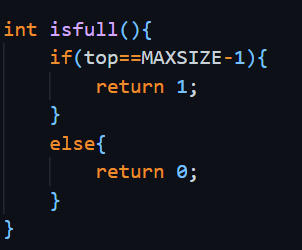 int isfull(){
    if(top==MAXSIZE-1){
        return 1;
    }
    else{
        return 0;
    }
}